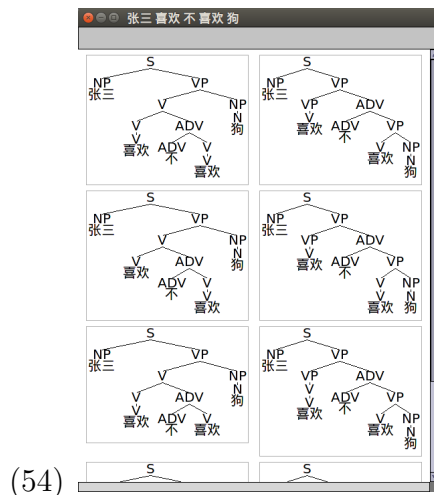 张三 喜欢 不 喜欢 狗
S
NP VP
张三
V NP
N
V ADV 狗
V
喜欢 ADV V
不 V
喜欢
S
NP VP
张三
VP ADV
V
喜欢 ADV VP
不
V NP
喜欢 N
狗
S
NP VP
张三
V NP
N
V ADV 狗
喜欢
ADV V
不 V
喜欢
S
NP VP
张三
VP ADV
V
喜欢 ADV VP
不
V NP
V N
喜欢 狗
S
NP VP
张三
V NP
N
V ADV 狗
V
喜欢 ADV V
不 喜欢
S
NP VP
张三
VP ADV
V
V ADV VP
喜欢 不
V NP
喜欢 N
狗
(54)
S
S